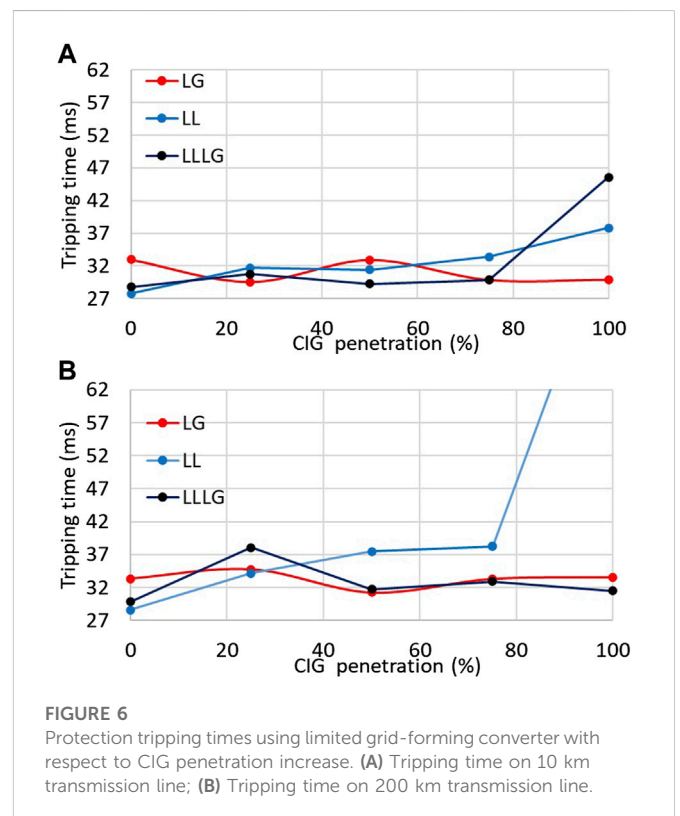 A
Tripping time (ms)
62
57
52
47
42
37
32
27
LG
LL
LLLG
0 20 40 60 80 100
CIG penetration (%)
B
Tripping time (ms)
62
57
52
47
42
37
32
27
LG
LL
LLLG
0 20 40 60 80 100
CIG penetration (%)
FIGURE 6
Protection tripping times using limited grid-forming converter with
respect to CIG penetration increase. (A) Tripping time on 10 km
transmission line; (B) Tripping time on 200 km transmission line.